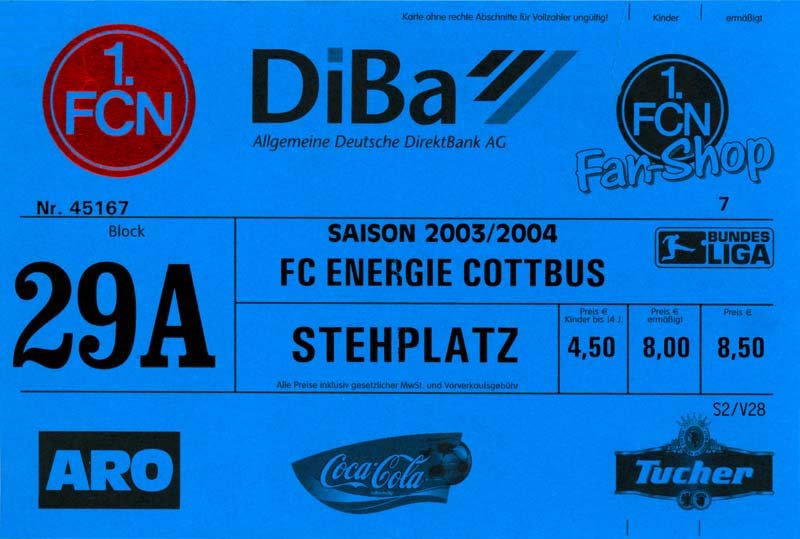 Karte ohne rechte Abschnitte für Vollzahler ungültig!
Kinder
ermäßigt
1.
FCN
DiBa
Allgemeine Deutsche DirektBank AG
1.
FCN
Fan-Shop
Nr. 45167
7
Block
29A
SAISON 2003/2004
FC ENERGIE COTTBUS
BUNDES
LIGA
STEHPLATZ
Preis €
Kinder bis 14 J.
4,50
Preis €
ermäßigt
8,00
Preis €
8,50
Alle Preise inklusiv gesetzlicher MwSt. und Vorverkaufsgebühr
S2/V28
ARO
Coca-Cola
Tucher